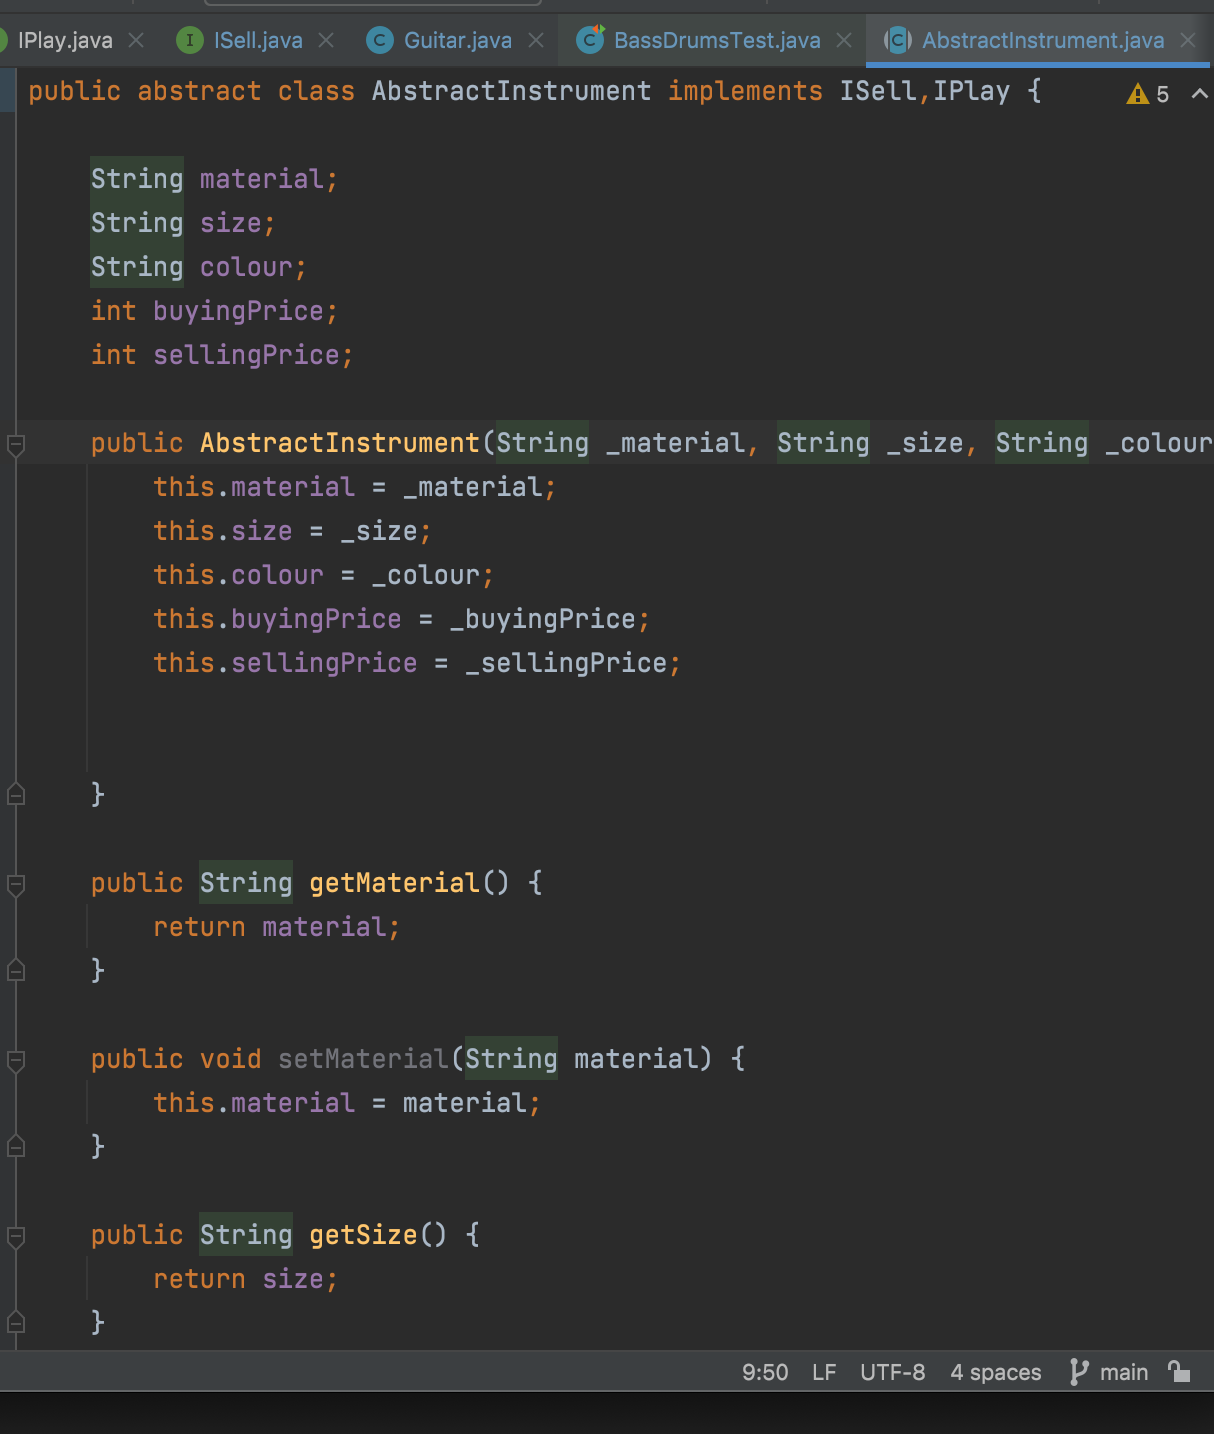 IPlay.java ISell.java Guitar.java BassDrumsTest.java AbstractInstrument.java
public abstract class AbstractInstrument implements ISell,IPlay { 5
String material;
String size;
String colour;
int buyingPrice;
int sellingPrice;
public AbstractInstrument(String _material, String _size, String _colour
this.material = _material;
this.size = _size;
this.colour = _colour;
this.buyingPrice = _buyingPrice;
this.sellingPrice = _sellingPrice;
}
public String getMaterial() {
return material;
}
public void setMaterial(String material) {
this.material = material;
}
public String getSize() {
return size;
}
9:50 LF UTF-8 4 spaces main